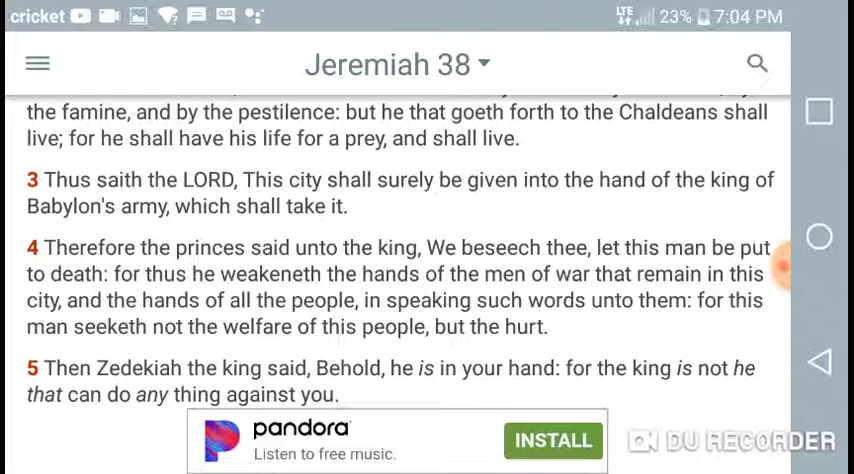 cricket LTE 23% 7:04 PM
Jeremiah 38
the famine, and by the pestilence: but he that goeth forth to the Chaldeans shall
live; for he shall have his life for a prey, and shall live.
3 Thus saith the LORD, This city shall surely be given into the hand of the king of
Babylon's army, which shall take it.
4 Therefore the princes said unto the king, We beseech thee, let this man be put
to death: for thus he weakeneth the hands of the men of war that remain in this
city, and the hands of all the people, in speaking such words unto them: for this
man seeketh not the welfare of this people, but the hurt.
5 Then Zedekiah the king said, Behold, he is in your hand: for the king is not he
that can do any thing against you.
pandora
Listen to free music.
INSTALL
DU RECORDER